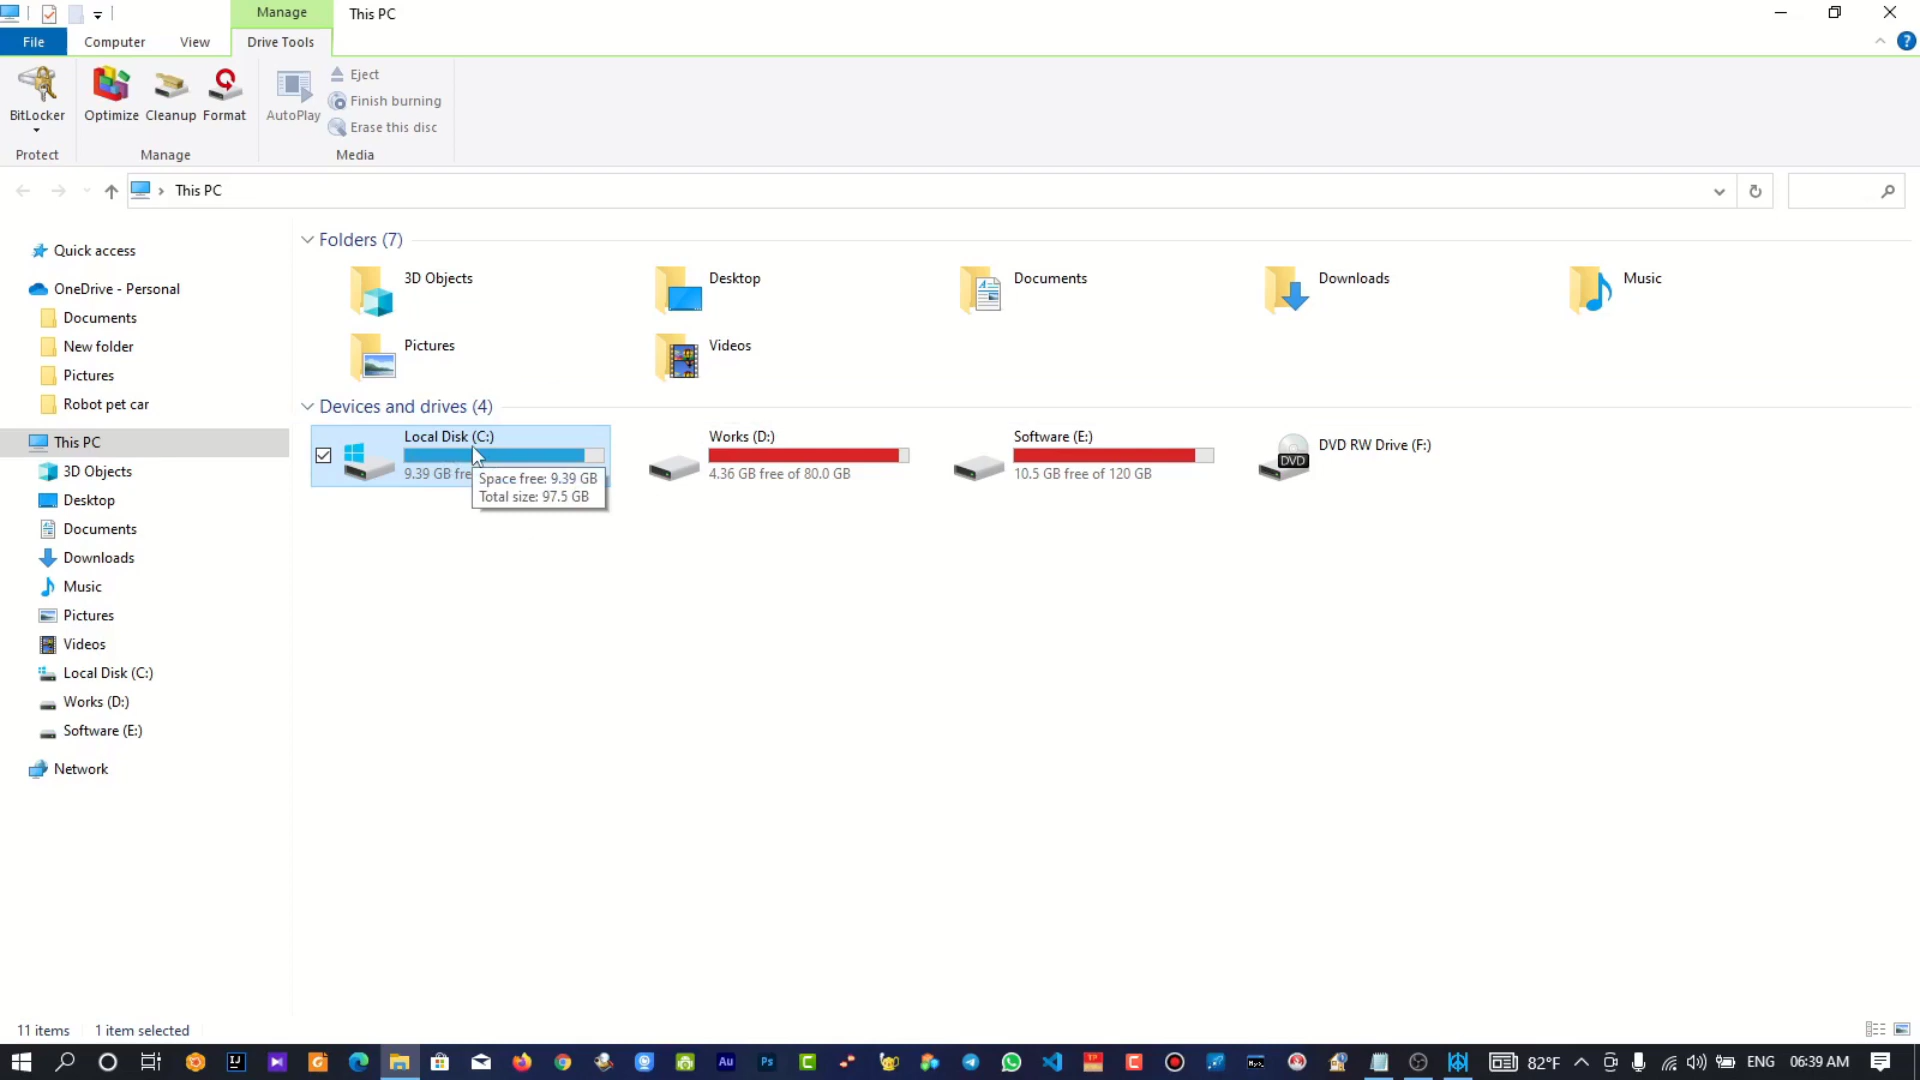 Manage This PC
File Computer View Drive Tools
BitLocker Optimize Cleanup Format AutoPlay
Eject
Finish burning
Erase this disc
Protect Manage Media
This PC
Quick access
OneDrive - Personal
Documents
New folder
Pictures
Robot pet car
This PC
3D Objects
Desktop
Documents
Downloads
Music
Pictures
Videos
Local Disk (C:)
Works (D:)
Software (E:)
Network
Folders (7)
3D Objects Desktop Documents Downloads Music
Pictures Videos
Devices and drives (4)
Local Disk (C:)
9.39 GB fre
Space free: 9.39 GB
Total size: 97.5 GB
Works (D:)
4.36 GB free of 80.0 GB
Software (E:)
10.5 GB free of 120 GB
DVD RW Drive (F:)
DVD
11 items 1 item selected
IJ Au Ps C TP C 82°F ENG 06:39 AM